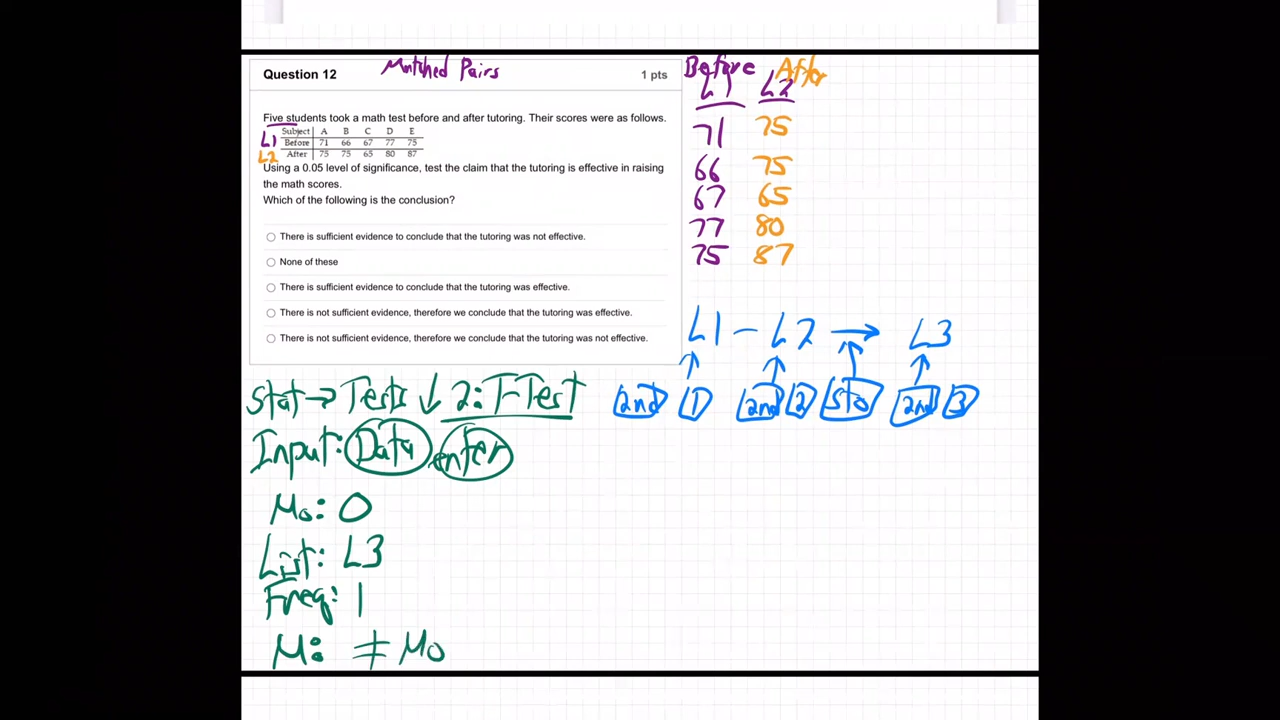 Question 12
Matched Pairs
1 pts
Five students took a math test before and after tutoring. Their scores were as follows.
L1
L2
Subject A B C D E
Before 71 66 67 77 75
After 75 75 65 80 87
Using a 0.05 level of significance, test the claim that the tutoring is effective in raising
the math scores.
Which of the following is the conclusion?
There is sufficient evidence to conclude that the tutoring was not effective.
None of these
There is sufficient evidence to conclude that the tutoring was effective.
There is not sufficient evidence, therefore we conclude that the tutoring was effective.
There is not sufficient evidence, therefore we conclude that the tutoring was not effective.
Before After
L1 L2
71 75
66 75
67 65
77 80
75 87
L1 − L2 → L3
2nd 1 2nd 2 Sto 2nd 3
Stat → Tests ↓ 2: T-Test
Input: Data enter
μ₀: 0
List: L3
Freq: 1
μ: ≠ μ₀